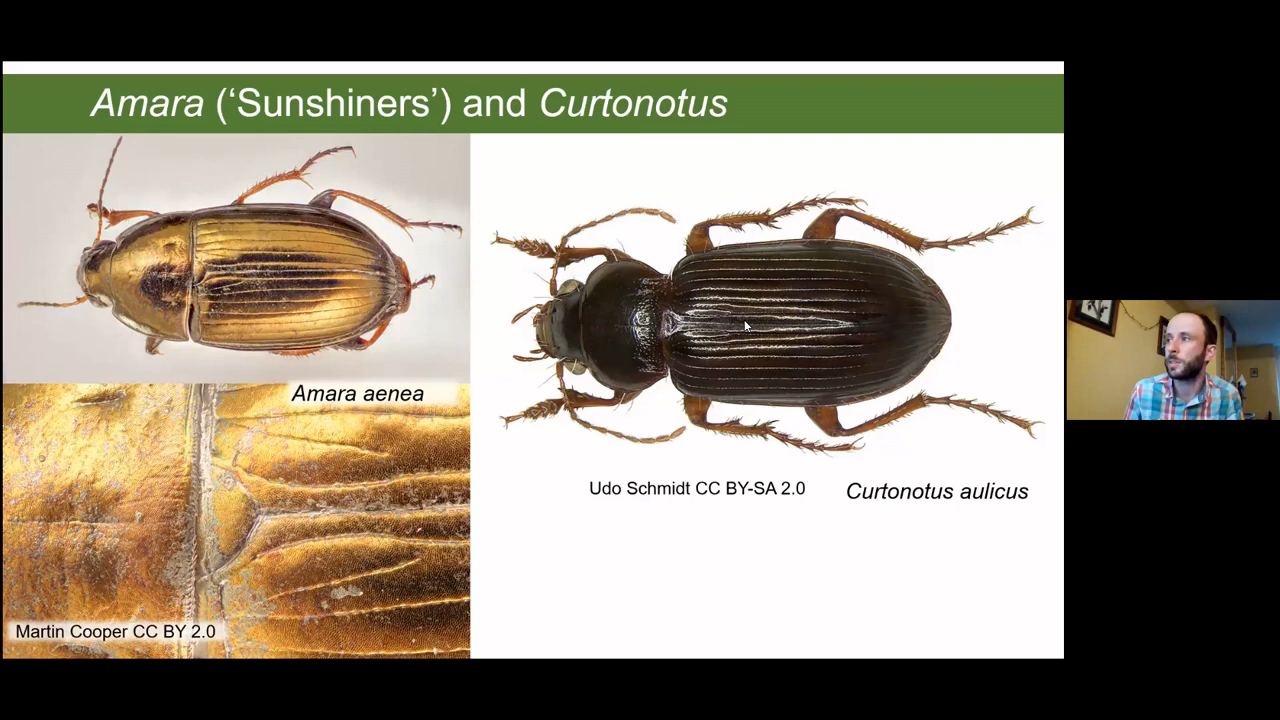 Amara (‘Sunshiners’) and Curtonotus
Amara aenea
Martin Cooper CC BY 2.0
Udo Schmidt CC BY-SA 2.0
Curtonotus aulicus